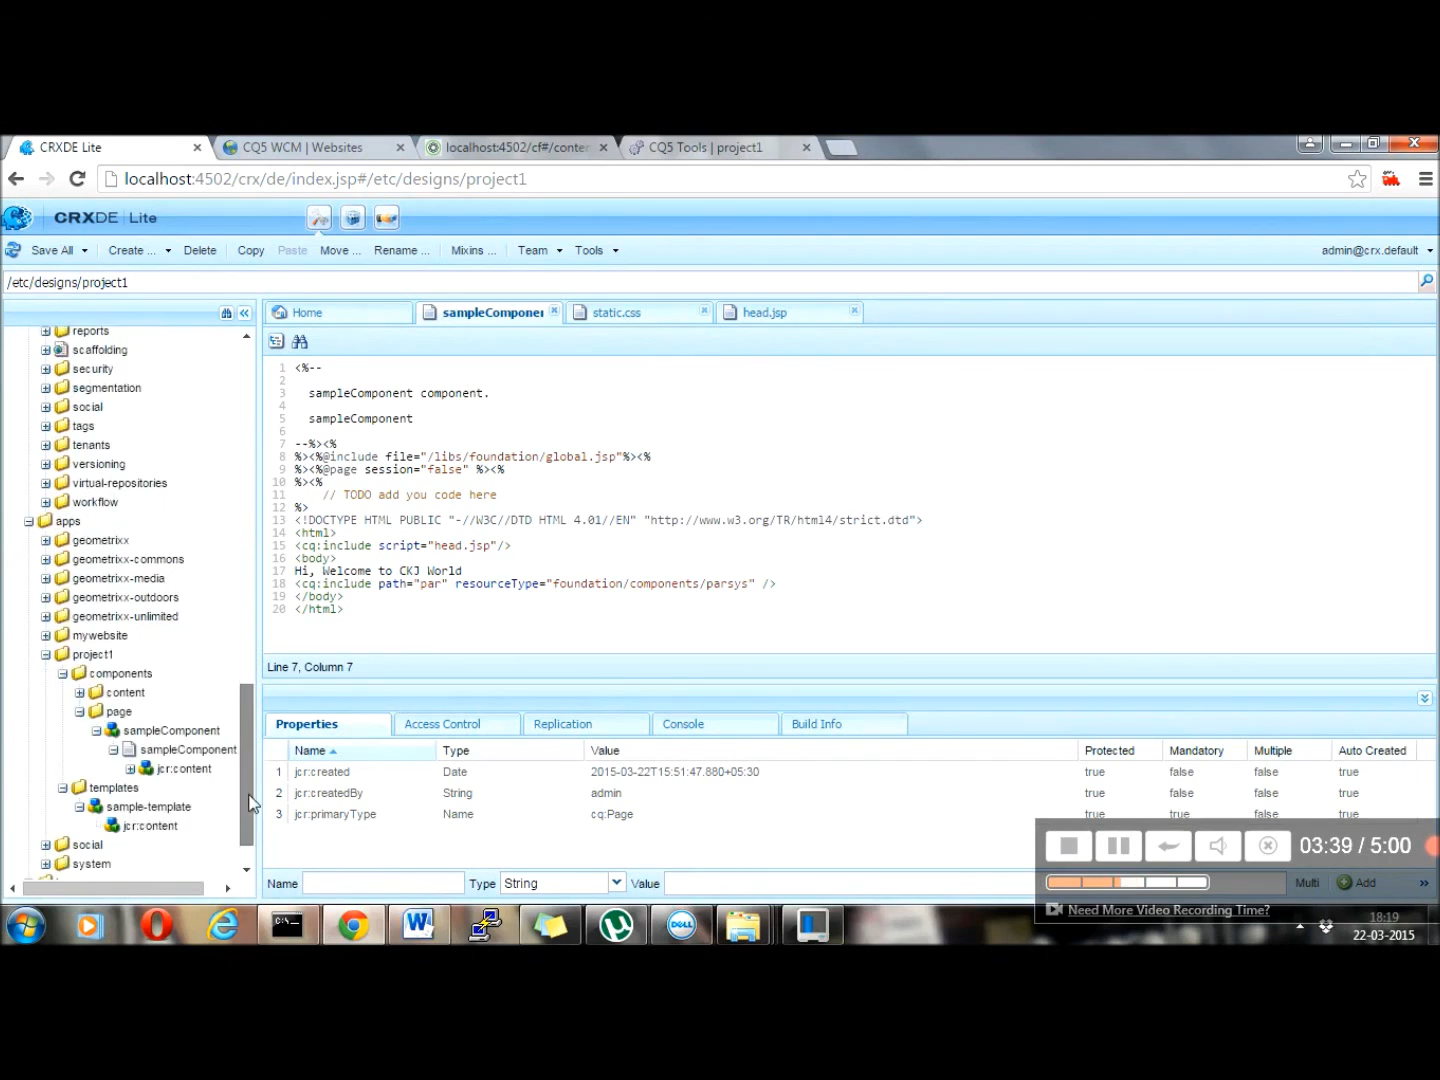 CRXDE Lite
CQ5 WCM | Websites
localhost:4502/cf#/conten
CQ5 Tools | project1
localhost:4502/crx/de/index.jsp#/etc/designs/project1
CRXDE Lite
Save All
Create ...
Delete
Copy
Paste
Move ...
Rename ...
Mixins ...
Team
Tools
admin@crx.default
/etc/designs/project1
Home
sampleComponen
static.css
head.jsp
reports
scaffolding
security
segmentation
social
tags
tenants
versioning
virtual-repositories
workflow
apps
geometrixx
geometrixx-commons
geometrixx-media
geometrixx-outdoors
geometrixx-unlimited
mywebsite
project1
components
content
page
sampleComponent
sampleComponent
jcr:content
templates
sample-template
jcr:content
social
system
1 <%--
2
3 sampleComponent component.
4
5 sampleComponent
6
7 --%><%
8 %><%@include file="/libs/foundation/global.jsp"%><%
9 %><%@page session="false" %><%
10 %><%
11 // TODO add you code here
12 %>
13 <!DOCTYPE HTML PUBLIC "-//W3C//DTD HTML 4.01//EN" "http://www.w3.org/TR/html4/strict.dtd">
14 <html>
15 <cq:include script="head.jsp"/>
16 <body>
17 Hi, Welcome to CKJ World
18 <cq:include path="par" resourceType="foundation/components/parsys" />
19 </body>
20 </html>
Line 7, Column 7
Properties
Access Control
Replication
Console
Build Info
Name Type Value Protected Mandatory Multiple Auto Created
1 jcr:created Date 2015-03-22T15:51:47.880+05:30 true false false true
2 jcr:createdBy String admin true false false true
3 jcr:primaryType Name cq:Page true true false true
Name Type String Value Multi Add
03:39 / 5:00
Need More Video Recording Time?
18:19
22-03-2015